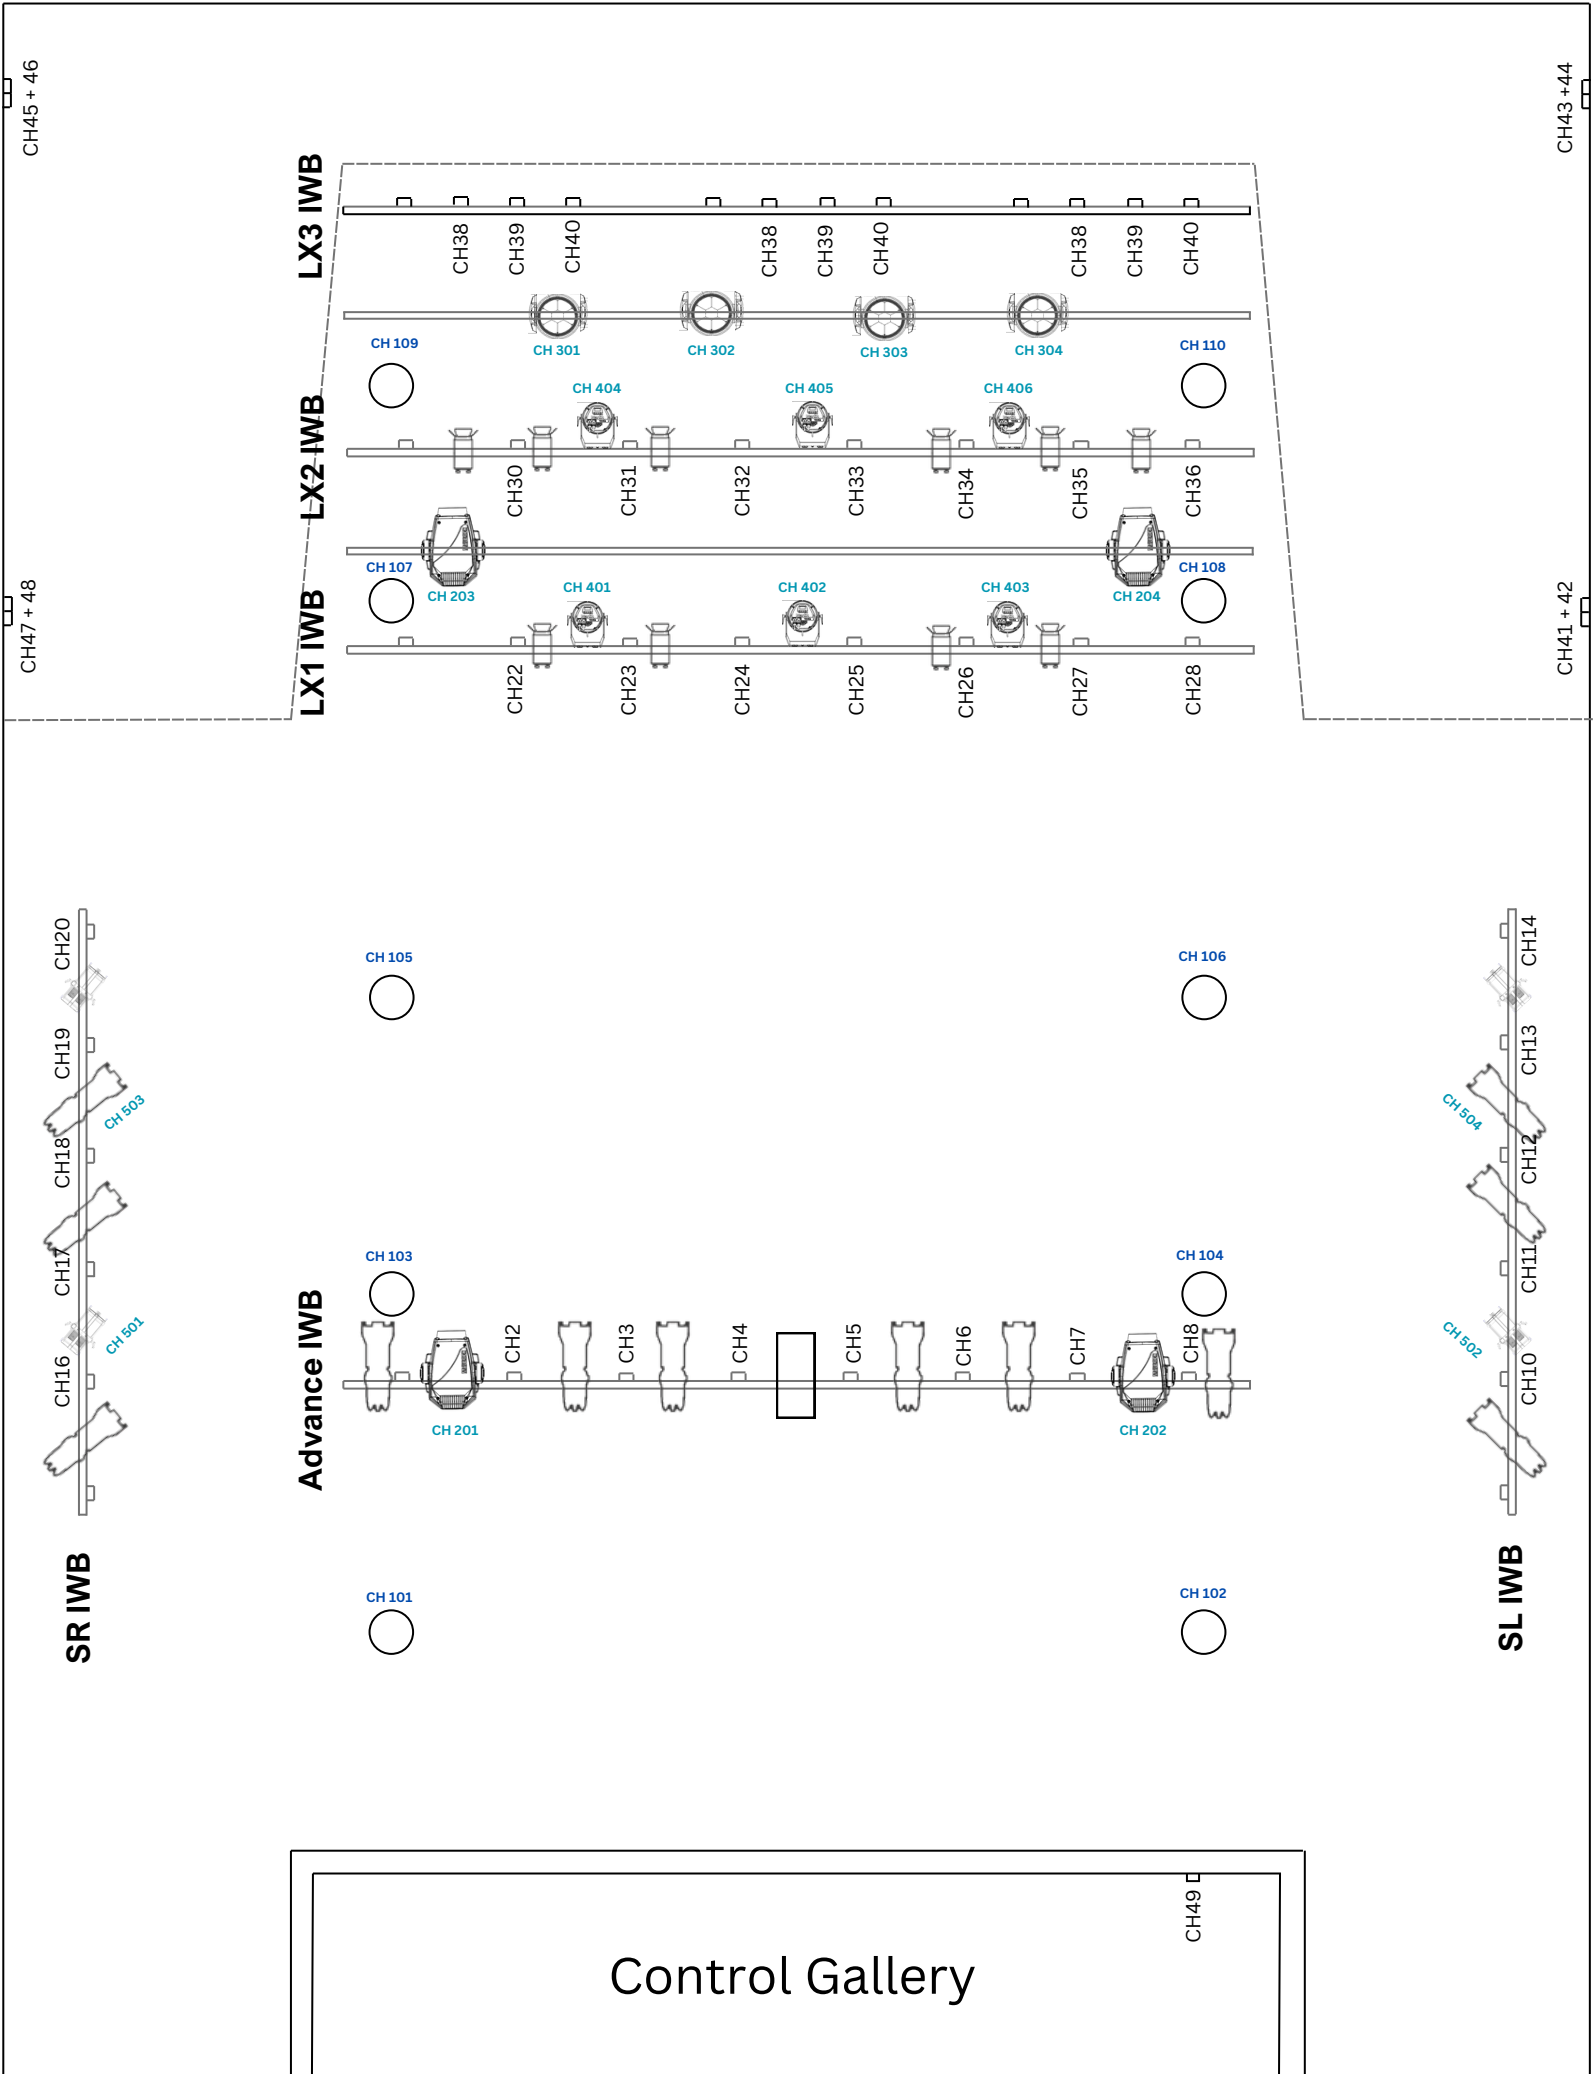 CH45 + 46
CH43 +44
LX3 IWB
CH38
CH39
CH40
CH38
CH39
CH40
CH38
CH39
CH40
CH 301
CH 302
CH 303
CH 304
CH 109
CH 110
CH 404
CH 405
CH 406
LX2 IWB
CH30
CH31
CH32
CH33
CH34
CH35
CH36
CH 107
CH 108
CH 203
CH 204
CH 401
CH 402
CH 403
CH47 + 48
CH41 + 42
LX1 IWB
CH22
CH23
CH24
CH25
CH26
CH27
CH28
CH20
CH14
CH 105
CH 106
CH19
CH13
CH 503
CH 504
CH18
CH12
CH17
CH11
CH 103
CH 104
CH 501
CH 502
CH16
CH10
Advance IWB
CH2
CH3
CH4
CH5
CH6
CH7
CH8
CH 201
CH 202
SR IWB
SL IWB
CH 101
CH 102
CH49
Control Gallery